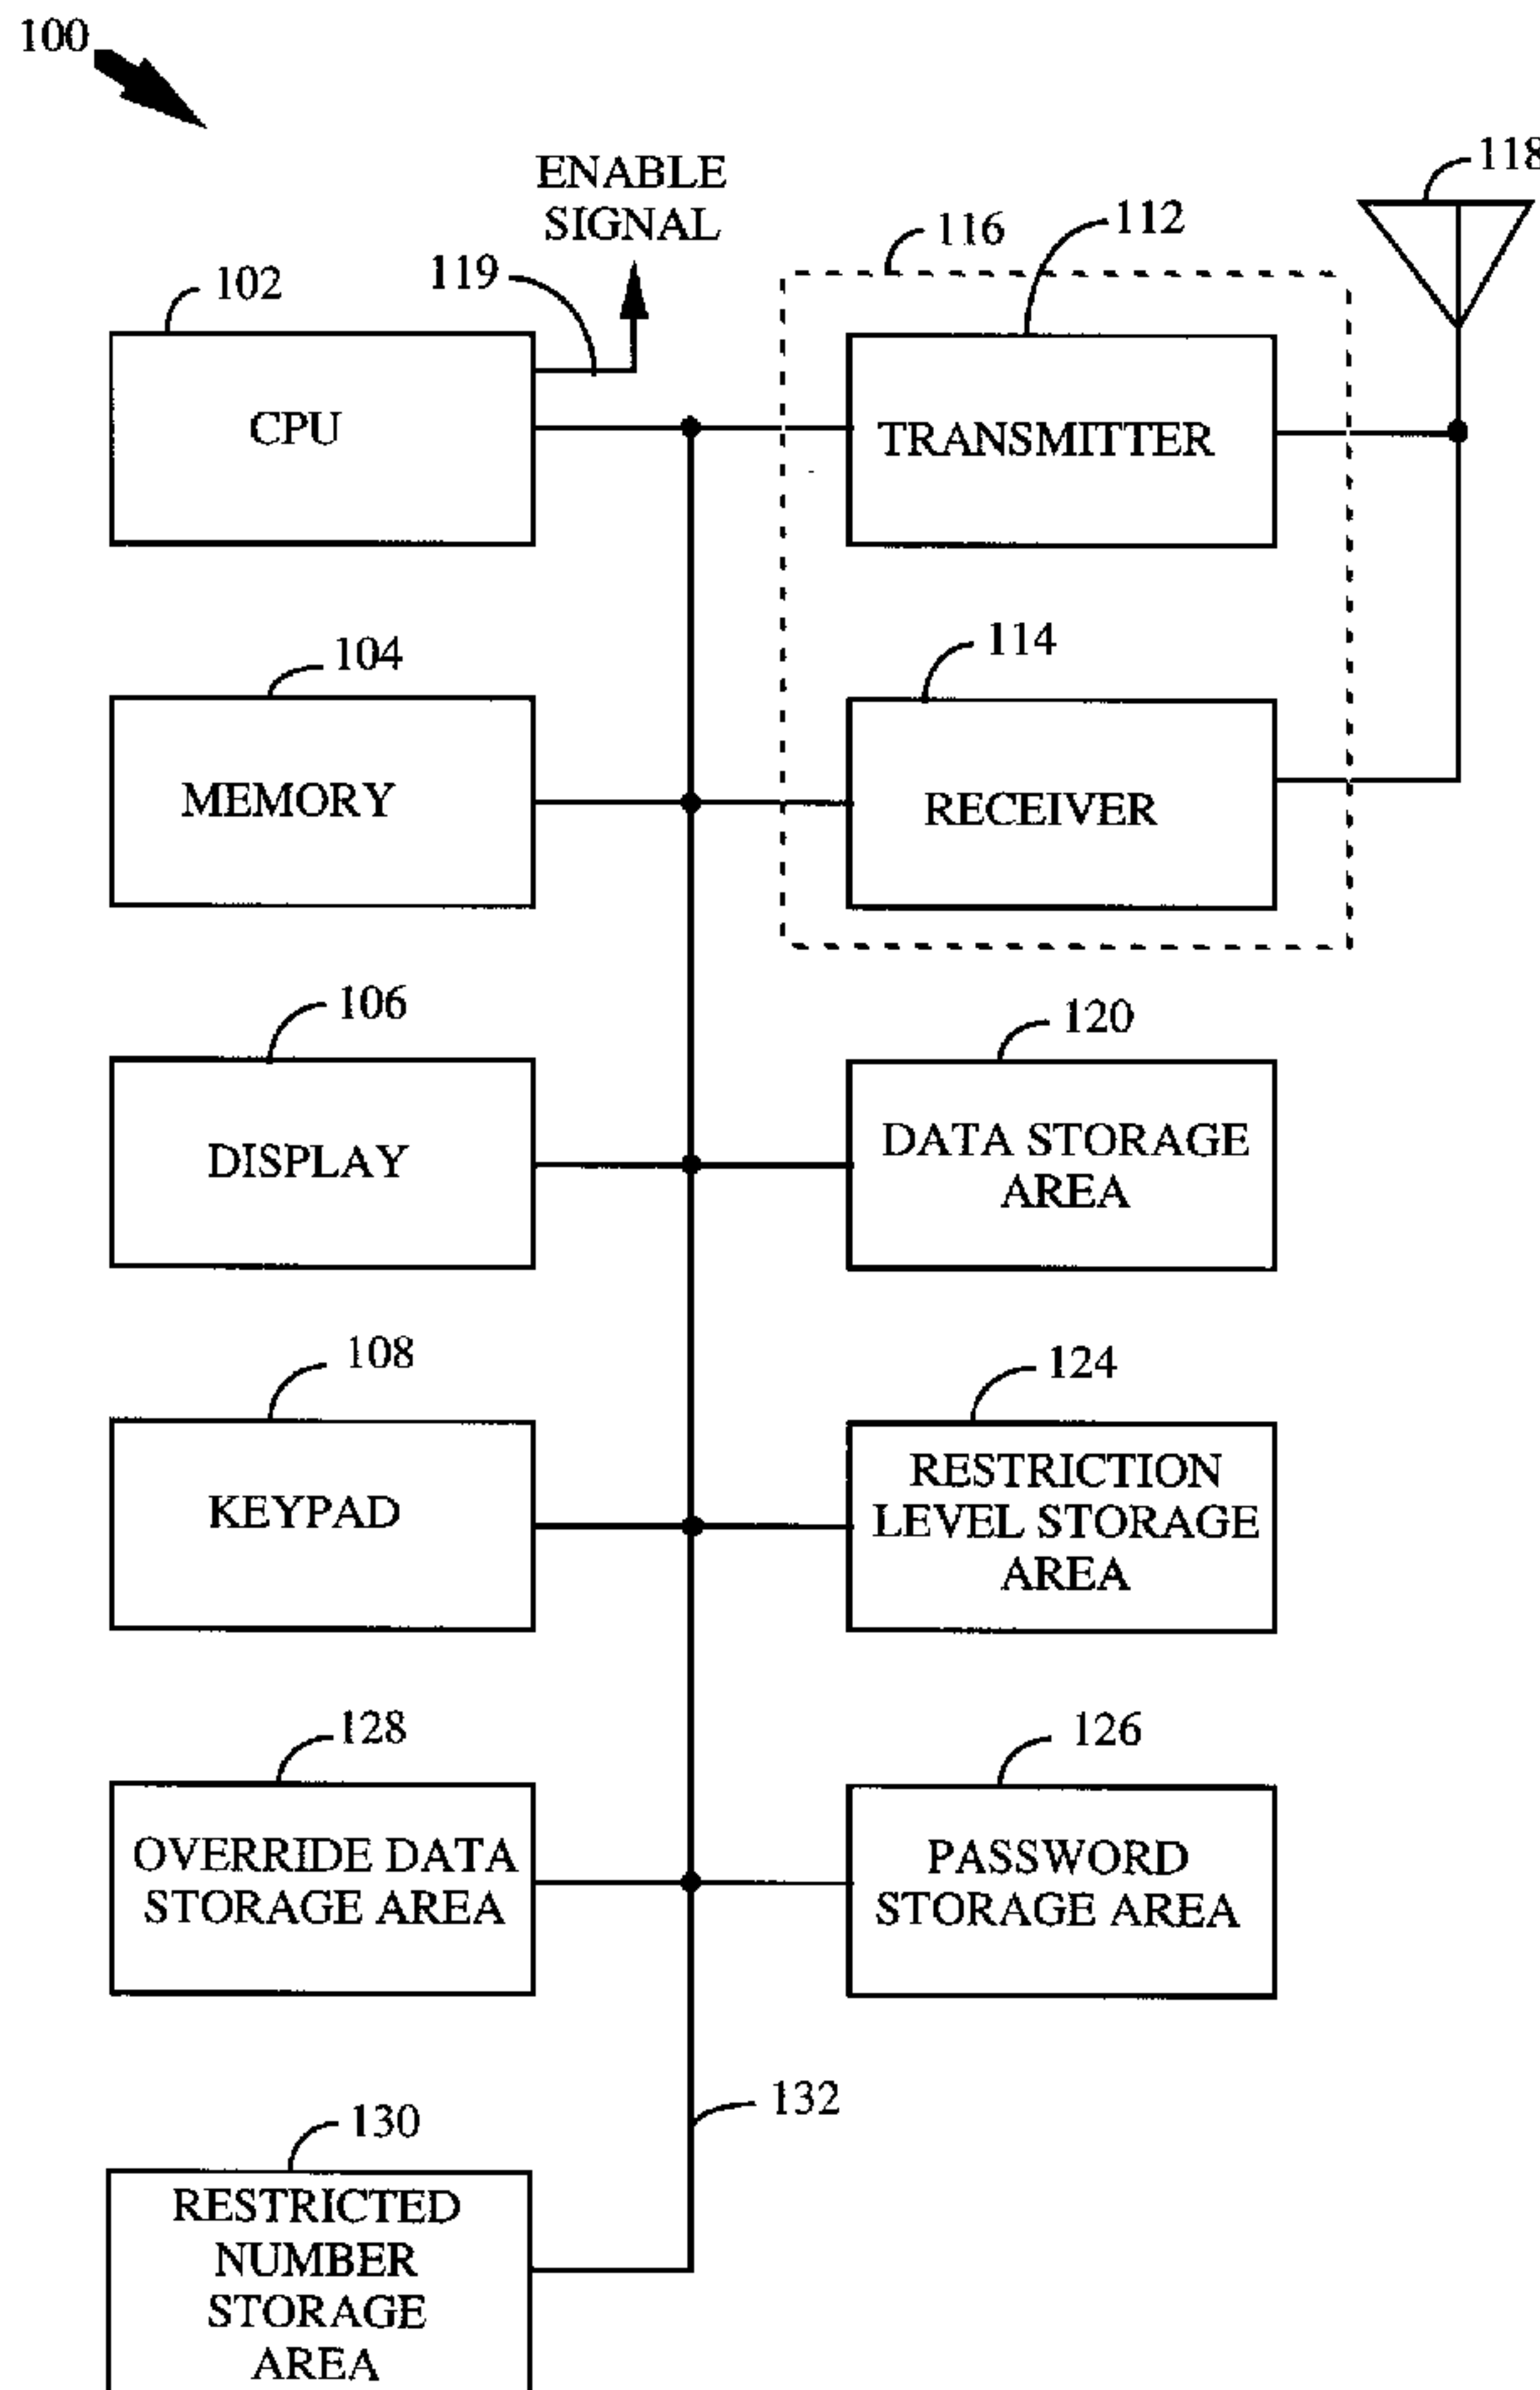 100
118
ENABLE
SIGNAL
116
112
102
119
CPU
TRANSMITTER
104
114
MEMORY
RECEIVER
106
120
DISPLAY
DATA STORAGE
AREA
108
124
KEYPAD
RESTRICTION
LEVEL STORAGE
AREA
128
126
OVERRIDE DATA
STORAGE AREA
PASSWORD
STORAGE AREA
132
130
RESTRICTED
NUMBER
STORAGE
AREA